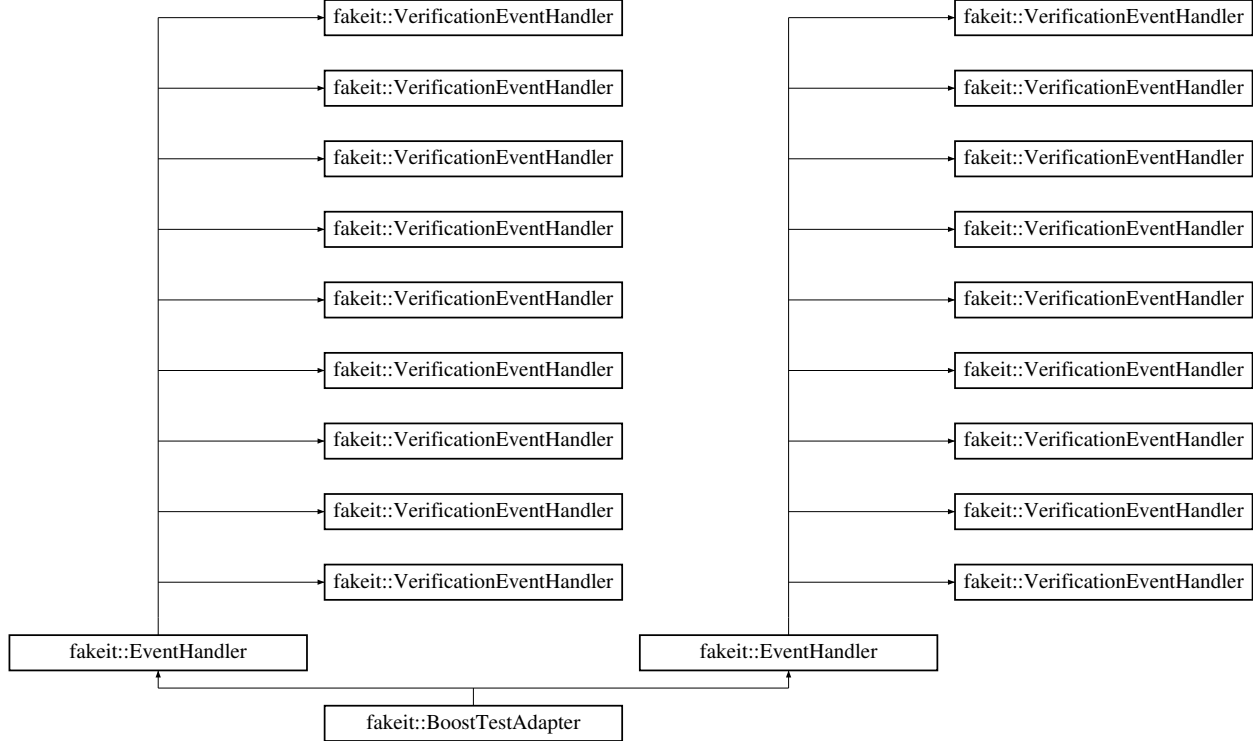 fakeit::VerificationEventHandler fakeit::VerificationEventHandler
fakeit::VerificationEventHandler fakeit::VerificationEventHandler
fakeit::VerificationEventHandler fakeit::VerificationEventHandler
fakeit::VerificationEventHandler fakeit::VerificationEventHandler
fakeit::VerificationEventHandler fakeit::VerificationEventHandler
fakeit::VerificationEventHandler fakeit::VerificationEventHandler
fakeit::VerificationEventHandler fakeit::VerificationEventHandler
fakeit::VerificationEventHandler fakeit::VerificationEventHandler
fakeit::VerificationEventHandler fakeit::VerificationEventHandler
fakeit::EventHandler fakeit::EventHandler
fakeit::BoostTestAdapter